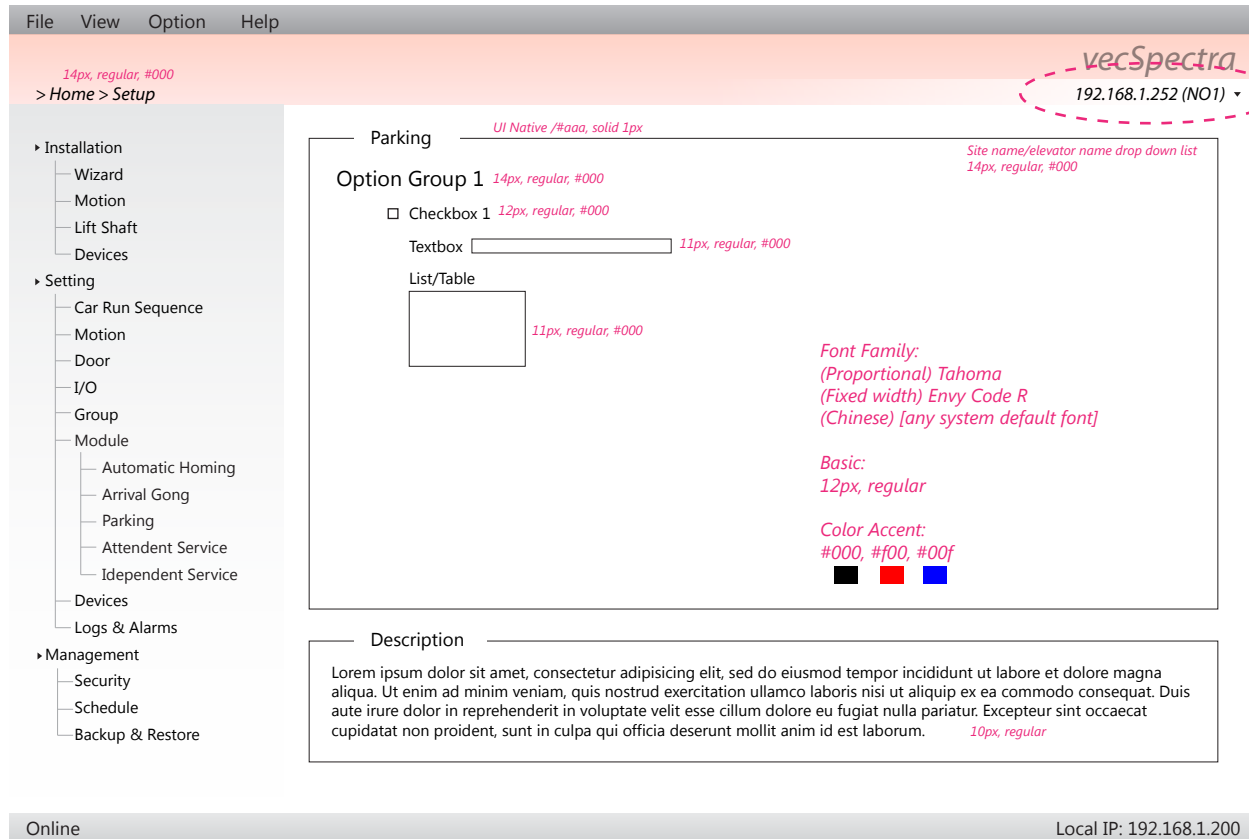 File View Option Help
vecSpectra
14px, regular, #000
> Home > Setup
192.168.1.252 (NO1)
Installation
Wizard
Motion
Lift Shaft
Devices
Setting
Car Run Sequence
Motion
Door
I/O
Group
Module
Automatic Homing
Arrival Gong
Parking
Attendent Service
Idependent Service
Devices
Logs & Alarms
Management
Security
Schedule
Backup & Restore
Parking
UI Native /#aaa, solid 1px
Site name/elevator name drop down list
14px, regular, #000
Option Group 1 14px, regular, #000
Checkbox 1 12px, regular, #000
Textbox 11px, regular, #000
List/Table
11px, regular, #000
Font Family:
(Proportional) Tahoma
(Fixed width) Envy Code R
(Chinese) [any system default font]
Basic:
12px, regular
Color Accent:
#000, #f00, #00f
Description
Lorem ipsum dolor sit amet, consectetur adipisicing elit, sed do eiusmod tempor incididunt ut labore et dolore magna
aliqua. Ut enim ad minim veniam, quis nostrud exercitation ullamco laboris nisi ut aliquip ex ea commodo consequat. Duis
aute irure dolor in reprehenderit in voluptate velit esse cillum dolore eu fugiat nulla pariatur. Excepteur sint occaecat
cupidatat non proident, sunt in culpa qui officia deserunt mollit anim id est laborum. 10px, regular
Online Local IP: 192.168.1.200